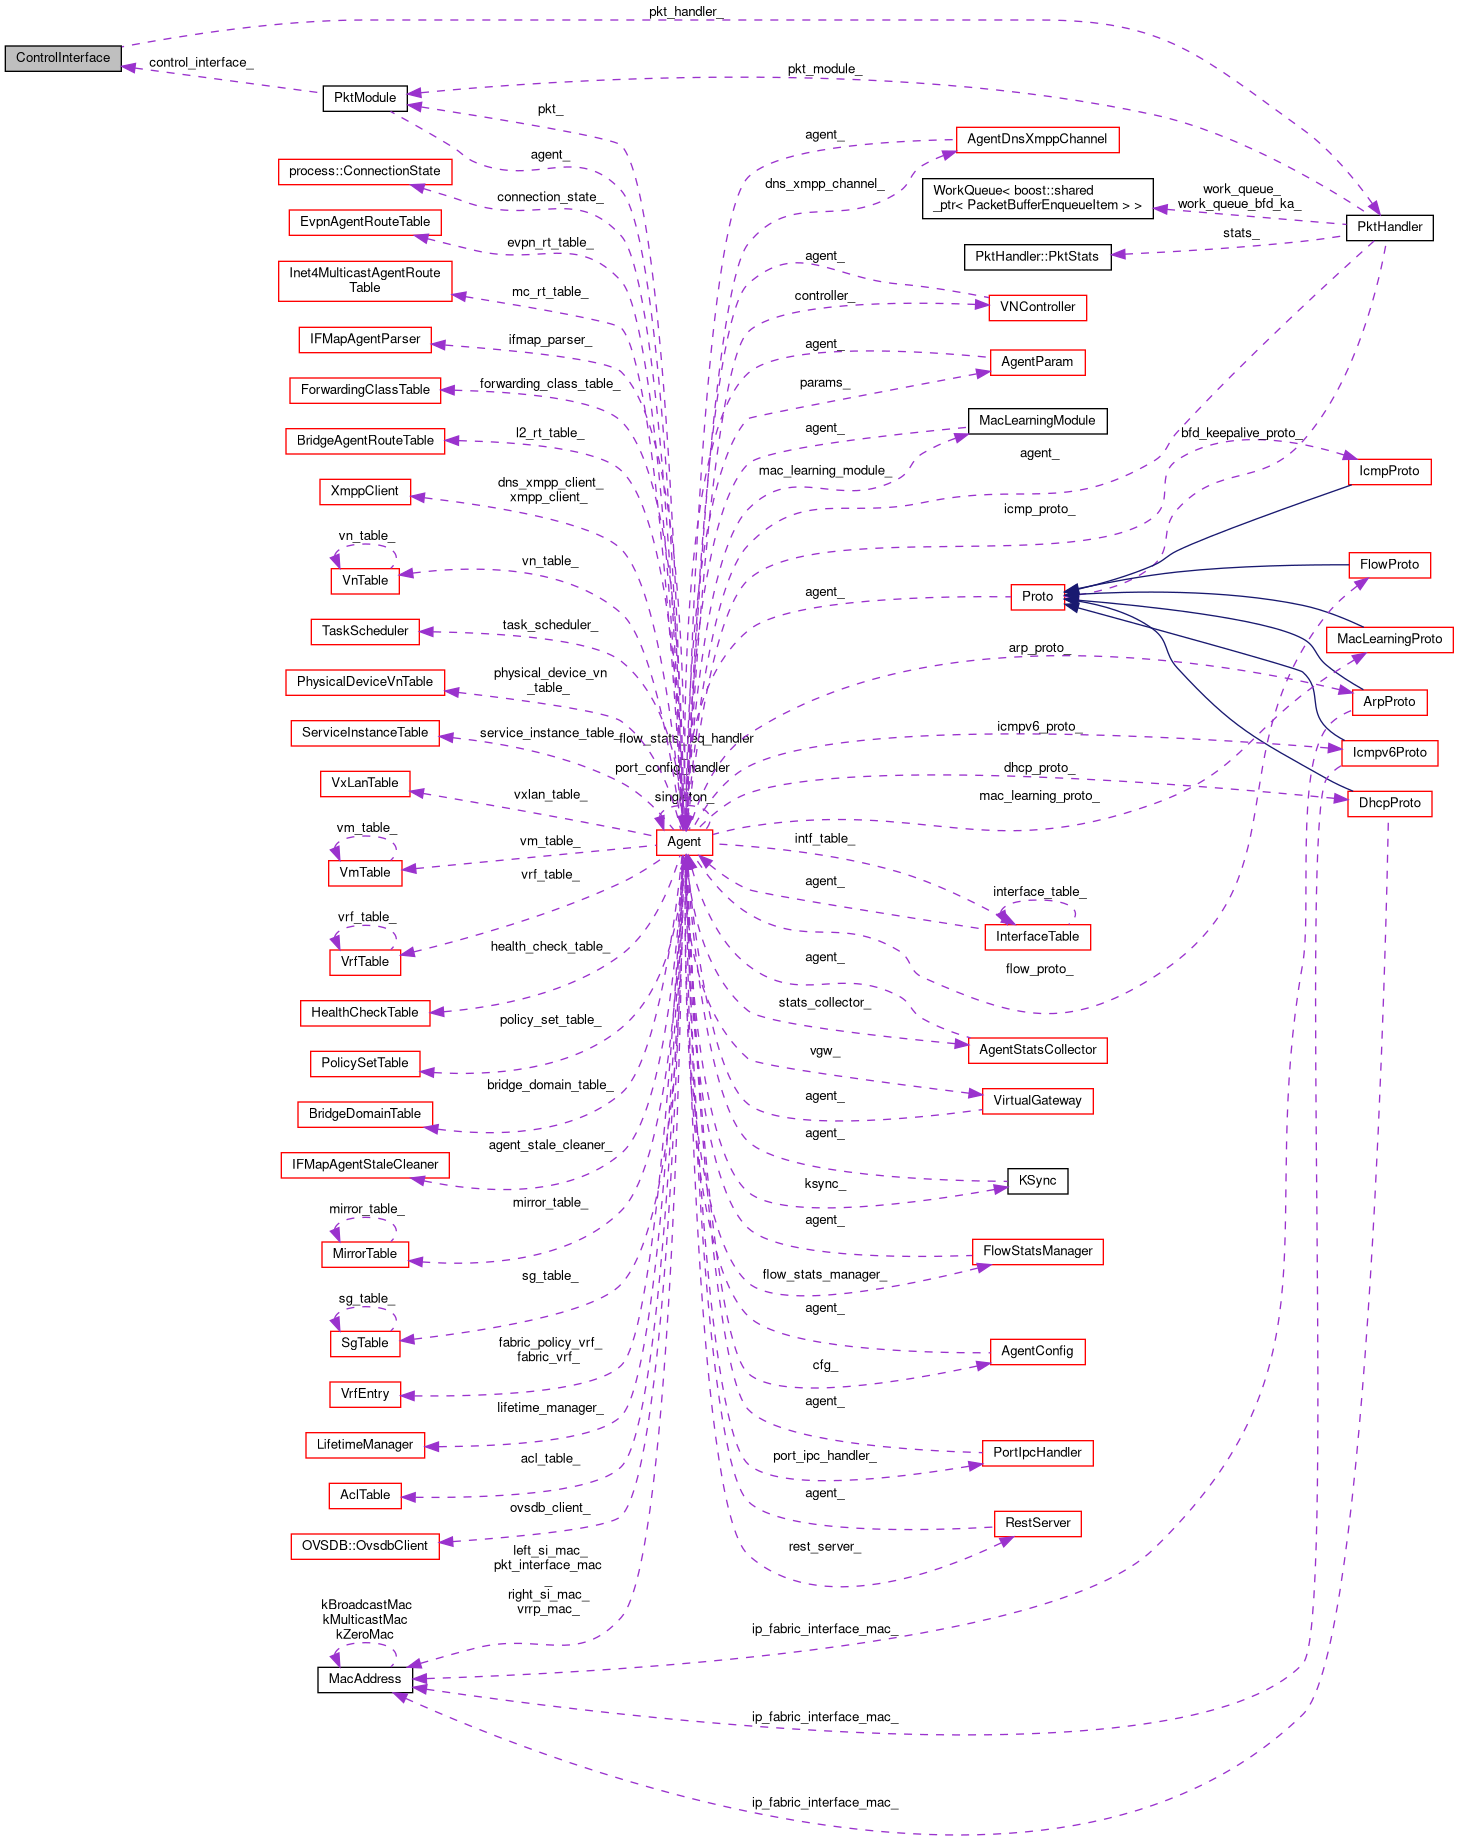 pkt_handler_
ControlInterface
control_interface_
pkt_module_
PktModule
pkt_
agent_
AgentDnsXmppChannel
agent_
process::ConnectionState
connection_state_
dns_xmpp_channel_
WorkQueue< boost::shared
_ptr< PacketBufferEnqueueItem > >
work_queue_
work_queue_bfd_ka_
EvpnAgentRouteTable
evpn_rt_table_
PktHandler
stats_
PktHandler::PktStats
agent_
Inet4MulticastAgentRoute
Table
mc_rt_table_
controller_
VNController
IFMapAgentParser
ifmap_parser_
agent_
AgentParam
ForwardingClassTable
forwarding_class_table_
params_
MacLearningModule
agent_
BridgeAgentRouteTable
l2_rt_table_
bfd_keepalive_proto_
agent_
mac_learning_module_
IcmpProto
XmppClient
dns_xmpp_client_
xmpp_client_
icmp_proto_
vn_table_
VnTable
vn_table_
FlowProto
agent_
Proto
TaskScheduler
task_scheduler_
MacLearningProto
arp_proto_
PhysicalDeviceVnTable
physical_device_vn
_table_
ArpProto
ServiceInstanceTable
service_instance_table_
flow_stats_req_handler
icmpv6_proto_
Icmpv6Proto
port_config_handler
dhcp_proto_
VxLanTable
vxlan_table_
singleton_
mac_learning_proto_
DhcpProto
vm_table_
VmTable
vm_table_
Agent
intf_table_
vrf_table_
agent_
interface_table_
vrf_table_
VrfTable
InterfaceTable
health_check_table_
agent_
flow_proto_
HealthCheckTable
stats_collector_
policy_set_table_
AgentStatsCollector
PolicySetTable
vgw_
bridge_domain_table_
agent_
VirtualGateway
BridgeDomainTable
agent_stale_cleaner_
agent_
IFMapAgentStaleCleaner
ksync_
KSync
mirror_table_
mirror_table_
agent_
MirrorTable
FlowStatsManager
sg_table_
flow_stats_manager_
sg_table_
agent_
SgTable
fabric_policy_vrf_
fabric_vrf_
AgentConfig
cfg_
VrfEntry
lifetime_manager_
agent_
LifetimeManager
acl_table_
port_ipc_handler_
PortIpcHandler
AclTable
agent_
ovsdb_client_
RestServer
OVSDB::OvsdbClient
left_si_mac_
pkt_interface_mac
_
right_si_mac_
vrrp_mac_
rest_server_
kBroadcastMac
kMulticastMac
kZeroMac
ip_fabric_interface_mac_
MacAddress
ip_fabric_interface_mac_
ip_fabric_interface_mac_